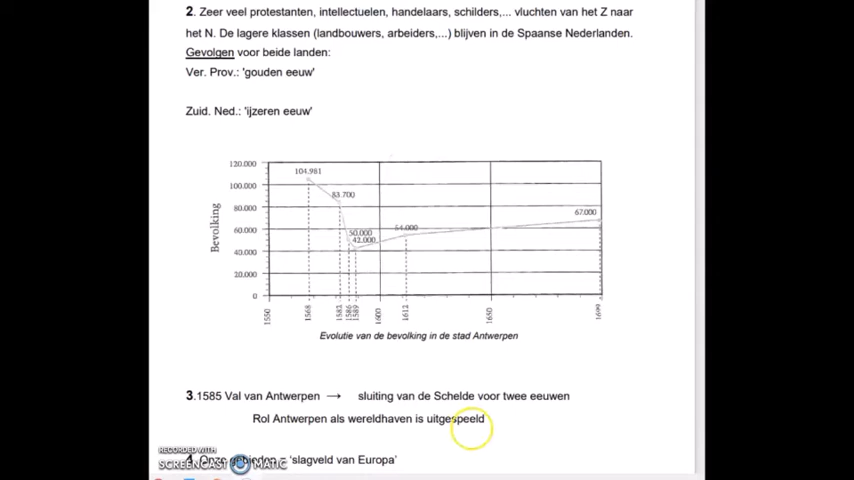 2. Zeer veel protestanten, intellectuelen, handelaars, schilders,... vluchten van het Z naar
het N. De lagere klassen (landbouwers, arbeiders,...) blijven in de Spaanse Nederlanden.
Gevolgen voor beide landen:
Ver. Prov.: 'gouden eeuw'
Zuid. Ned.: 'ijzeren eeuw'
120.000
104.981
100.000
83.700
80.000
67.000
60.000
50.000
54.000
42.000
40.000
20.000
0
Bevolking
1550
1568
1586
1589
1600
1612
1650
1699
Evolutie van de bevolking in de stad Antwerpen
3.1585 Val van Antwerpen → sluiting van de Schelde voor twee eeuwen
Rol Antwerpen als wereldhaven is uitgespeeld
4. Onze gebieden = 'slagveld van Europa'
RECORDED WITH
SCREENCAST MATIC